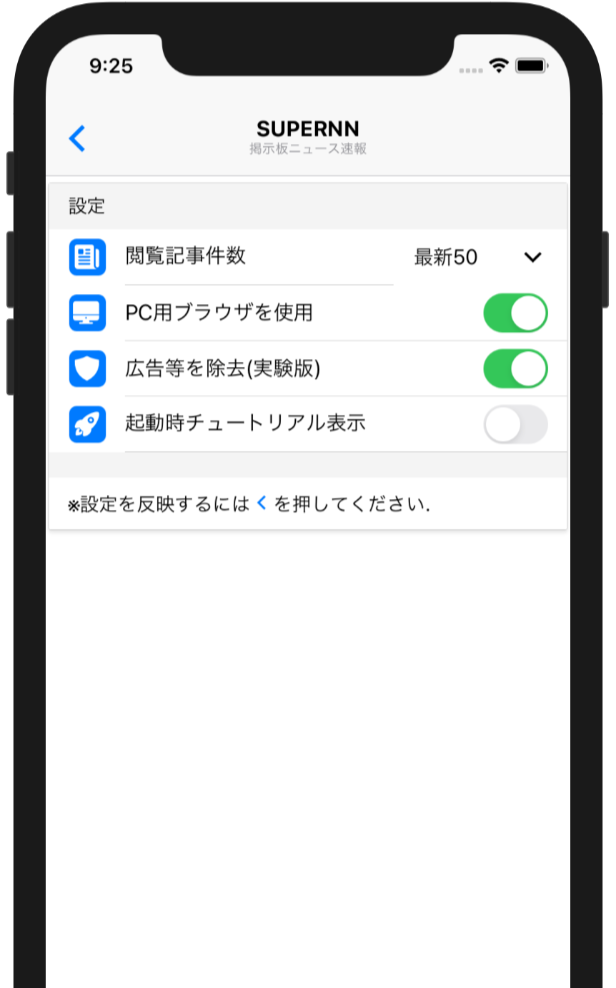 9:25
SUPERNN
掲示板ニュース速報
設定
閲覧記事件数 最新50
PC用ブラウザを使用
広告等を除去(実験版)
起動時チュートリアル表示
※設定を反映するには < を押してください.